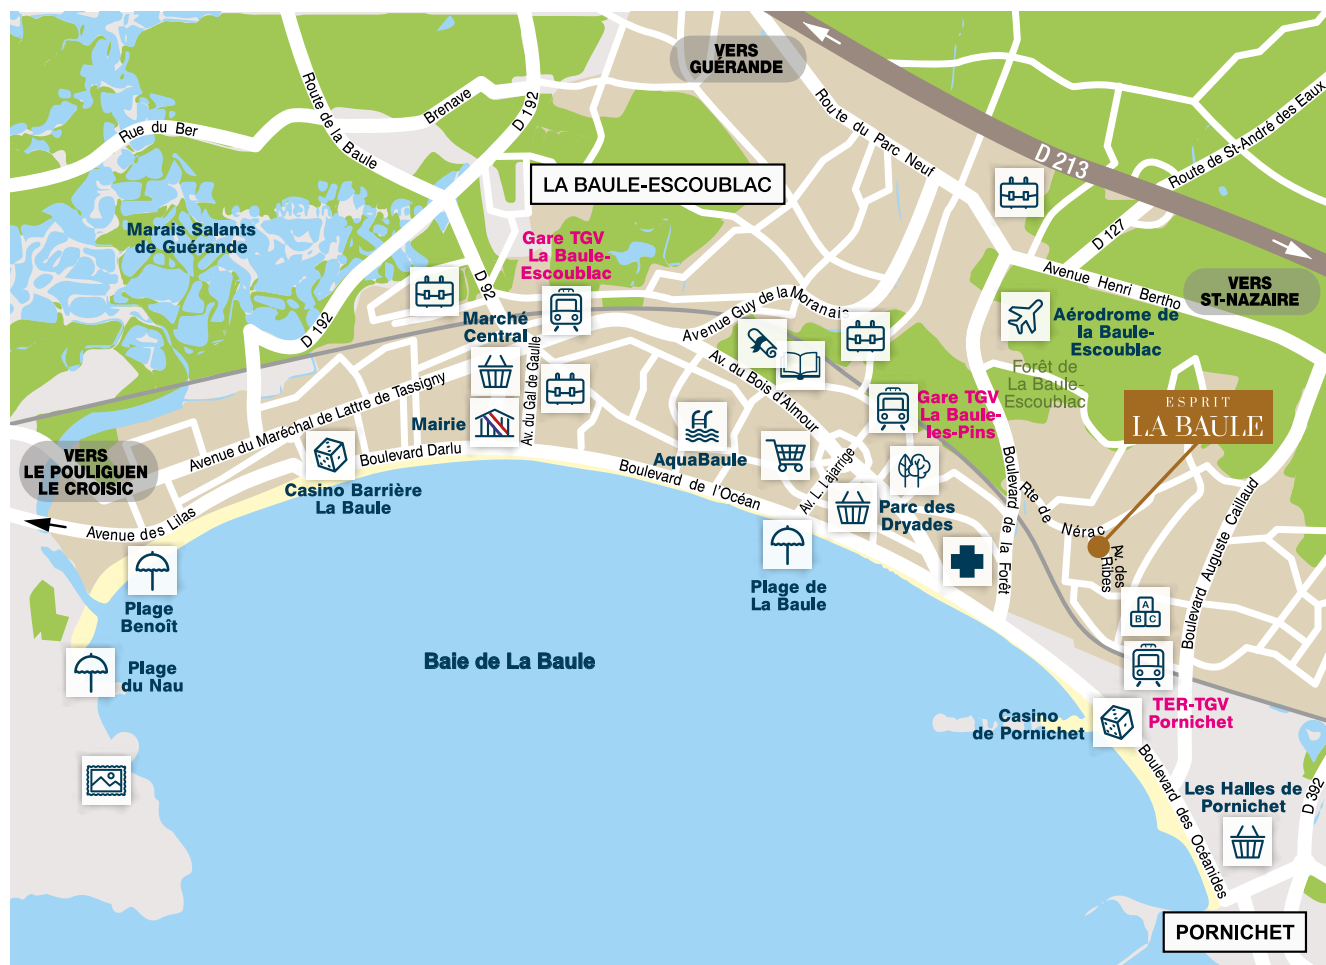 VERS
GUÉRANDE
D 213
Route de St-André des Eaux
Route du Parc Neuf
D 192
Brenave
Route de la Baule
Rue du Ber
LA BAULE-ESCOUBLAC
Marais Salants
de Guérande
Gare TGV
La Baule-
Escoublac
D 127
Avenue Henri Bertho
VERS
ST-NAZAIRE
D 92
D 192
Marché
Central
Avenue Guy de la Moranais
Aérodrome de
la Baule-
Escoublac
Forêt de
La Baule-
Escoublac
Av. du Bois d'Almour
Av. du Gal de Gaulle
Avenue du Maréchal de Lattre de Tassigny
Gare TGV
La Baule-
les-Pins
ESPRIT
LA BAULE
Mairie
Boulevard Darlu
AquaBaule
Boulevard de l'Océan
Av. L. Lajarrige
VERS
LE POULIGUEN
LE CROISIC
Casino Barrière
La Baule
Avenue des Lilas
Parc des
Dryades
Boulevard de la Forêt
Rte de Nérac
Av. des
Ribes
Boulevard Auguste Caillaud
Plage
Benoît
Plage de
La Baule
A
B C
Plage
du Nau
Baie de La Baule
Casino
de Pornichet
TER-TGV
Pornichet
Boulevard des Océanides
Les Halles de
Pornichet
D 392
PORNICHET